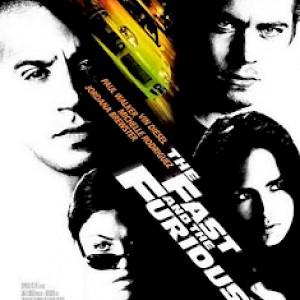 PAUL WALKER VIN DIESEL
MICHELLE RODRIGUEZ
JORDANA BREWSTER
THE
FAST
AND THE
FURIOUS